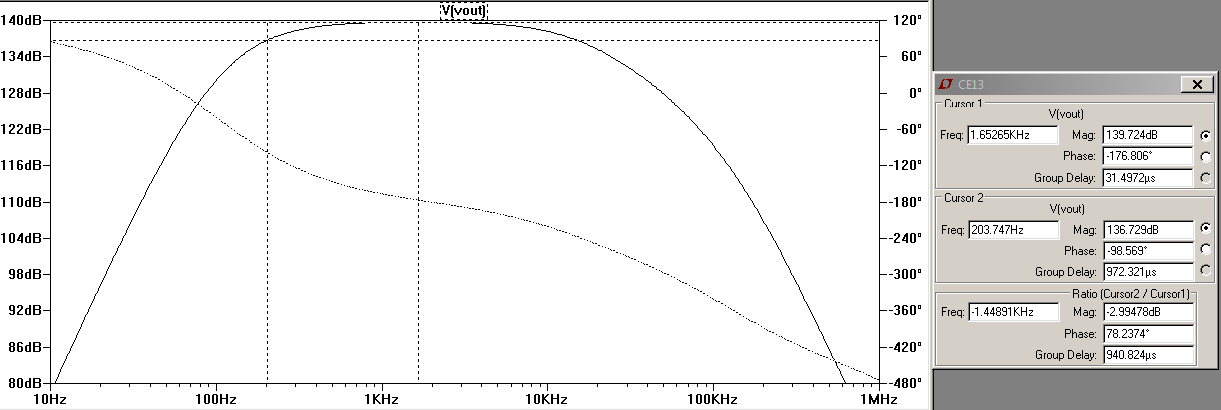 V(vout)
140dB
134dB
128dB
122dB
116dB
110dB
104dB
98dB
92dB
86dB
80dB
120°
60°
0°
-60°
-120°
-180°
-240°
-300°
-360°
-420°
-480°
10Hz 100Hz 1KHz 10KHz 100KHz 1MHz
CE13
Cursor 1
V(vout)
Freq: 1.65265KHz Mag: 139.724dB
Phase: -176.806°
Group Delay: 31.4972µs
Cursor 2
V(vout)
Freq: 203.747Hz Mag: 136.729dB
Phase: -98.569°
Group Delay: 972.321µs
Ratio (Cursor2 / Cursor1)
Freq: -1.44891KHz Mag: -2.99478dB
Phase: 78.2374°
Group Delay: 940.824µs